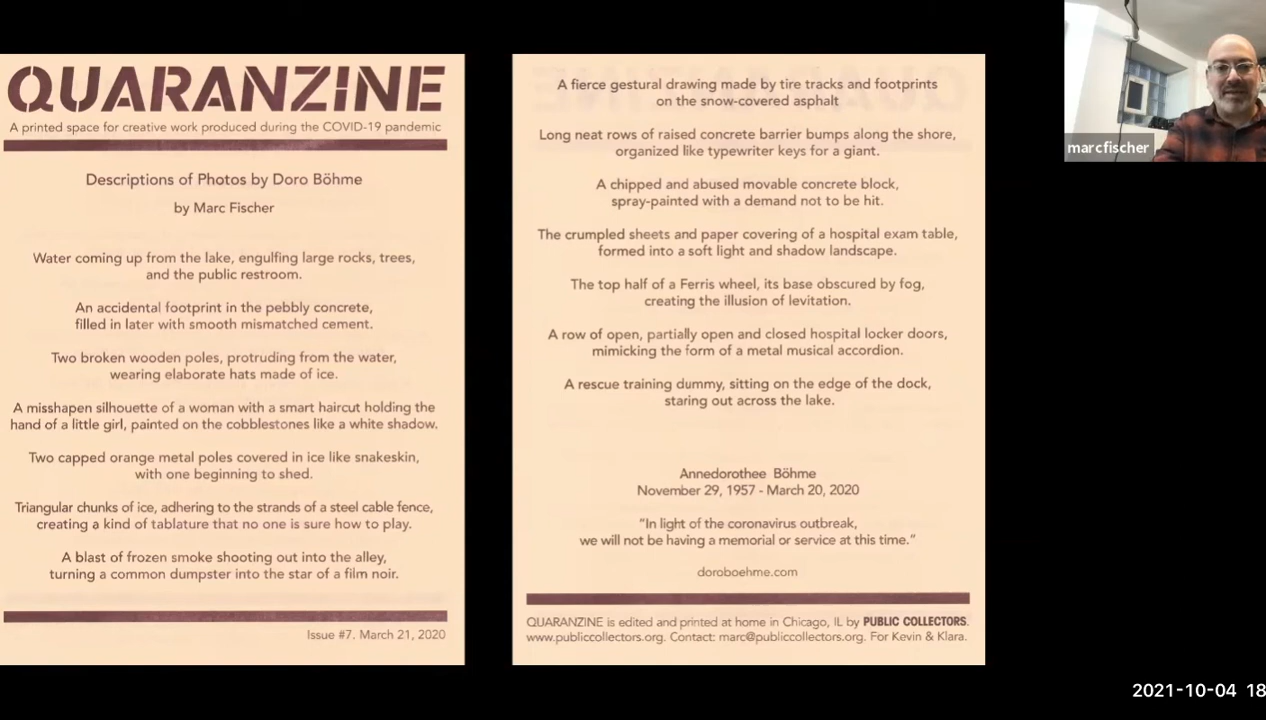 QUARANZINE
A printed space for creative work produced during the COVID-19 pandemic
Descriptions of Photos by Doro Böhme
by Marc Fischer
Water coming up from the lake, engulfing large rocks, trees,
and the public restroom.
An accidental footprint in the pebbly concrete,
filled in later with smooth mismatched cement.
Two broken wooden poles, protruding from the water,
wearing elaborate hats made of ice.
A misshapen silhouette of a woman with a smart haircut holding the
hand of a little girl, painted on the cobblestones like a white shadow.
Two capped orange metal poles covered in ice like snakeskin,
with one beginning to shed.
Triangular chunks of ice, adhering to the strands of a steel cable fence,
creating a kind of tablature that no one is sure how to play.
A blast of frozen smoke shooting out into the alley,
turning a common dumpster into the star of a film noir.
Issue #7. March 21, 2020
A fierce gestural drawing made by tire tracks and footprints
on the snow-covered asphalt
Long neat rows of raised concrete barrier bumps along the shore,
organized like typewriter keys for a giant.
A chipped and abused movable concrete block,
spray-painted with a demand not to be hit.
The crumpled sheets and paper covering of a hospital exam table,
formed into a soft light and shadow landscape.
The top half of a Ferris wheel, its base obscured by fog,
creating the illusion of levitation.
A row of open, partially open and closed hospital locker doors,
mimicking the form of a metal musical accordion.
A rescue training dummy, sitting on the edge of the dock,
staring out across the lake.
Annedorothee Böhme
November 29, 1957 - March 20, 2020
“In light of the coronavirus outbreak,
we will not be having a memorial or service at this time.”
doroboehme.com
QUARANZINE is edited and printed at home in Chicago, IL by PUBLIC COLLECTORS.
www.publiccollectors.org. Contact: marc@publiccollectors.org. For Kevin & Klara.
marcfischer
2021-10-04 18